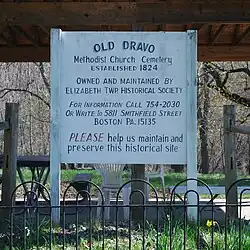 OLD DRAVO
Methodist Church Cemetery
ESTABLISHED 1824
OWNED AND MAINTAINED BY
ELIZABETH TWP. HISTORICAL SOCIETY
FOR INFORMATION CALL 754-2030
OR WRITE TO 5811 SMITHFIELD STREET
BOSTON PA. 15135
PLEASE help us maintain and
preserve this historical site